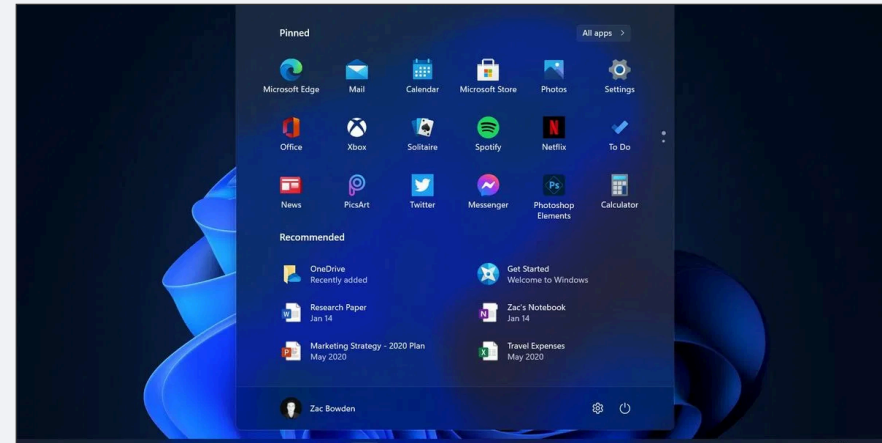 Pinned
All apps >
Microsoft Edge
Mail
Calendar
Microsoft Store
Photos
Settings
Office
Xbox
Solitaire
Spotify
Netflix
To Do
News
PicsArt
Twitter
Messenger
Ps
Photoshop
Elements
Calculator
Recommended
OneDrive
Recently added
Get Started
Welcome to Windows
Research Paper
Jan 14
Zac's Notebook
Jan 14
Marketing Strategy - 2020 Plan
May 2020
Travel Expenses
May 2020
Zac Bowden